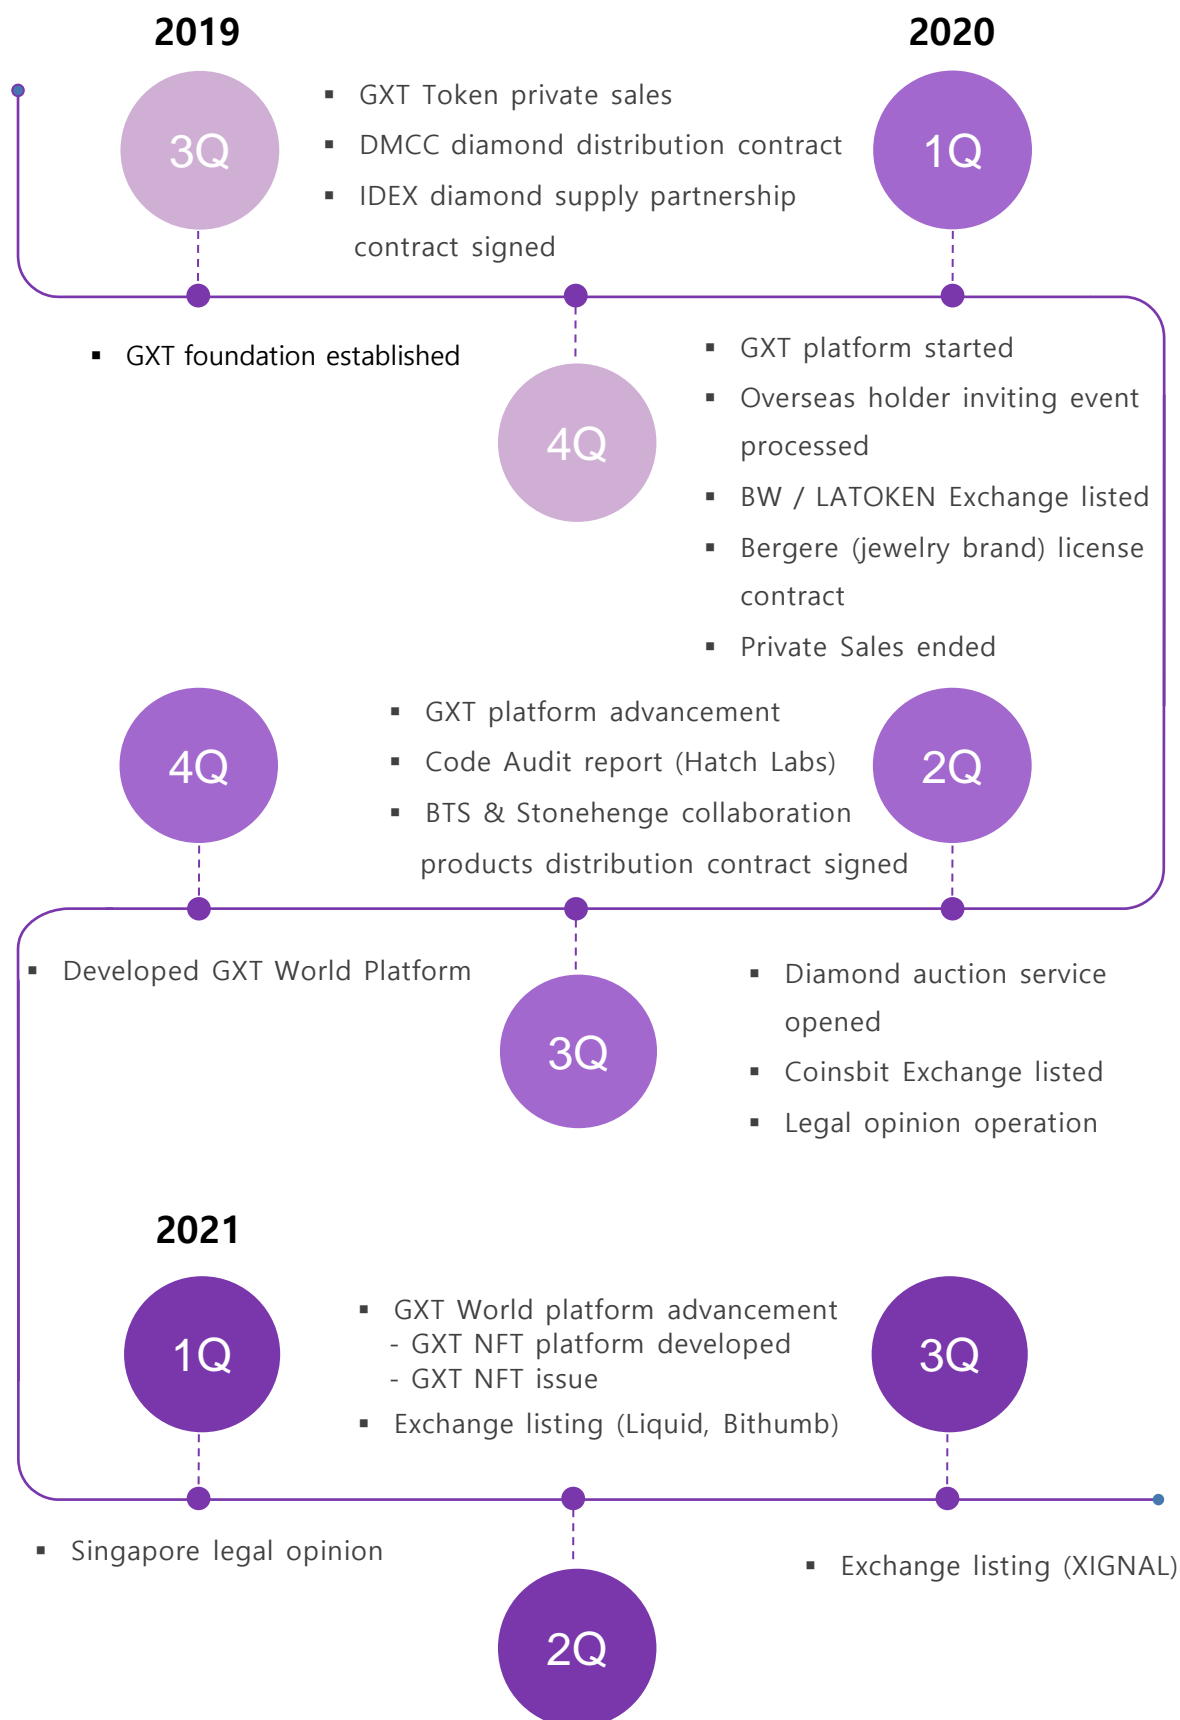 2019
2020
3Q
▪ GXT Token private sales
▪ DMCC diamond distribution contract
▪ IDEX diamond supply partnership
contract signed
1Q
▪ GXT foundation established
4Q
▪ GXT platform started
▪ Overseas holder inviting event
processed
▪ BW / LATOKEN Exchange listed
▪ Bergere (jewelry brand) license
contract
▪ Private Sales ended
4Q
▪ GXT platform advancement
▪ Code Audit report (Hatch Labs)
▪ BTS & Stonehenge collaboration
products distribution contract signed
2Q
▪ Developed GXT World Platform
3Q
▪ Diamond auction service
opened
▪ Coinsbit Exchange listed
▪ Legal opinion operation
2021
1Q
▪ GXT World platform advancement
- GXT NFT platform developed
- GXT NFT issue
▪ Exchange listing (Liquid, Bithumb)
3Q
▪ Singapore legal opinion
2Q
▪ Exchange listing (XIGNAL)